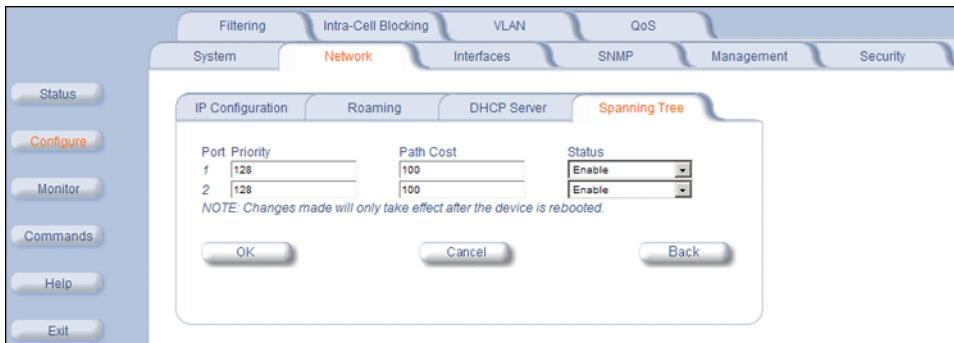 Filtering Intra-Cell Blocking VLAN QoS
System Network Interfaces SNMP Management Security
Status
Configure
Monitor
Commands
Help
Exit
IP Configuration Roaming DHCP Server Spanning Tree
Port Priority Path Cost Status
1 128 100 Enable
2 128 100 Enable
NOTE: Changes made will only take effect after the device is rebooted.
OK Cancel Back